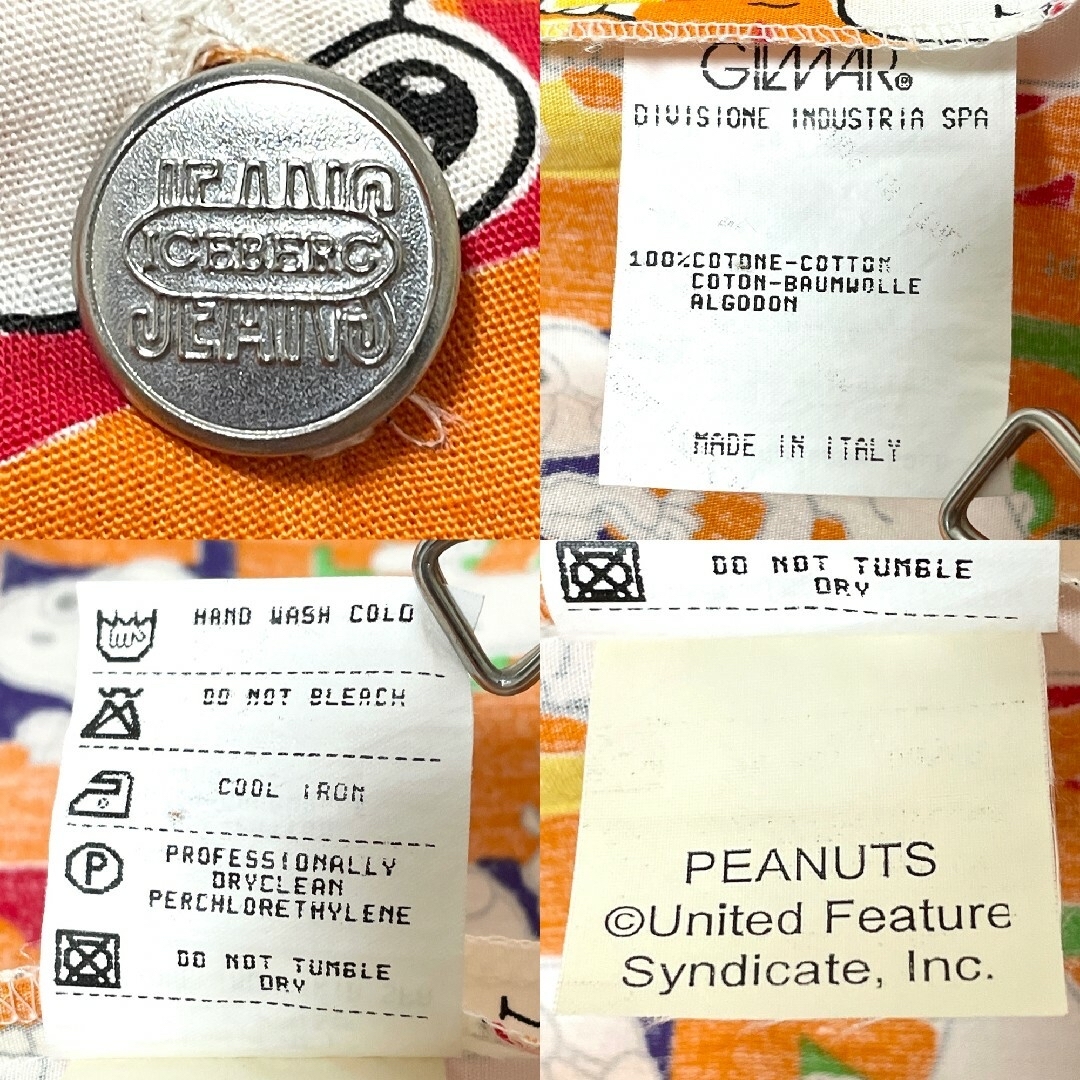 JEANS
ICEBERG
JEANS
GILMAR®
DIVISIONE INDUSTRIA SPA
100%COTONE-COTTON
COTON-BAUMWOLLE
ALGODON
MADE IN ITALY
HAND WASH COLD
DO NOT BLEACH
COOL IRON
P
PROFESSIONALLY
DRYCLEAN
PERCHLORETHYLENE
DO NOT TUMBLE
DRY
DO NOT TUMBLE
DRY
PEANUTS
©United Feature
Syndicate, Inc.